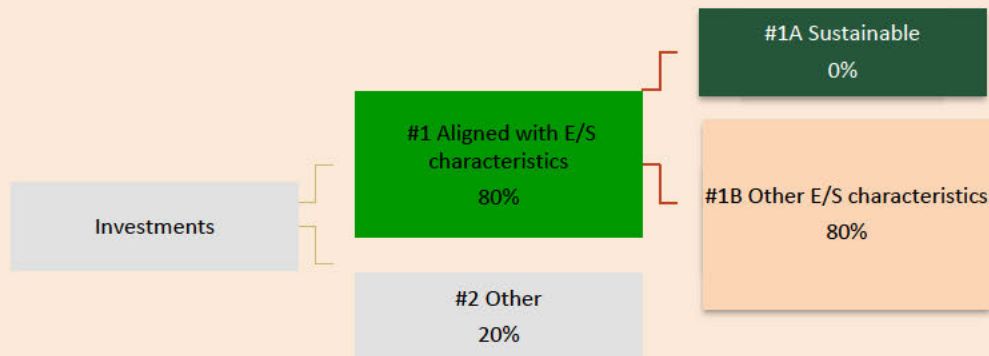 Investments
#1 Aligned with E/S
characteristics
80%
#2 Other
20%
#1A Sustainable
0%
#1B Other E/S characteristics
80%